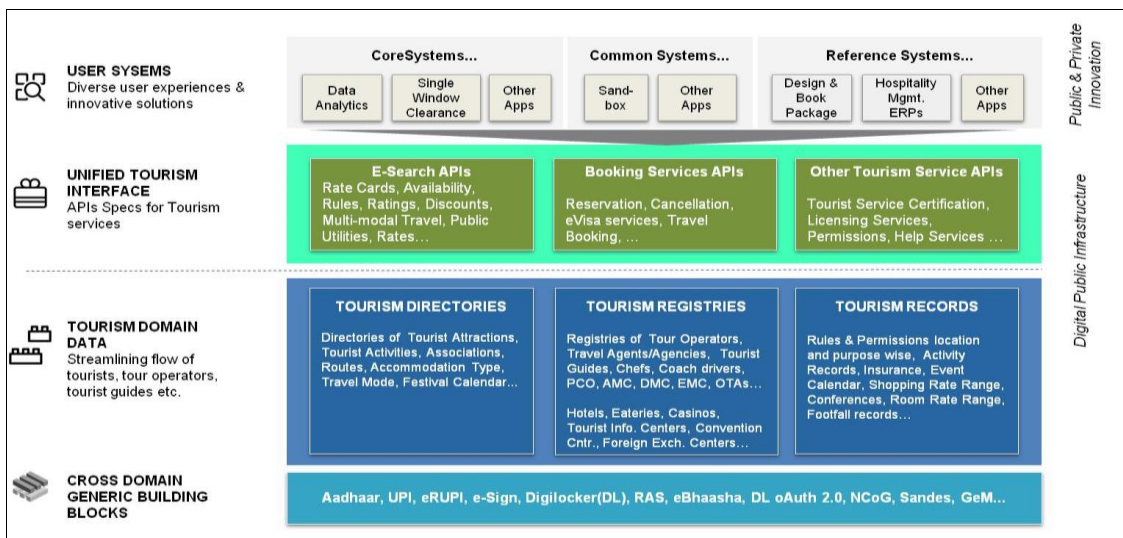 CoreSystems...
Common Systems...
Reference Systems...
USER SYSEMS
Diverse user experiences &
innovative solutions
Data
Analytics
Single
Window
Clearance
Other
Apps
Sand-
box
Other
Apps
Design &
Book
Package
Hospitality
Mgmt.
ERPs
Other
Apps
Public & Private
Innovation
UNIFIED TOURISM
INTERFACE
APIs Specs for Tourism
services
E-Search APIs
Rate Cards, Availability,
Rules, Ratings, Discounts,
Multi-modal Travel, Public
Utilities, Rates...
Booking Services APIs
Reservation, Cancellation,
eVisa services, Travel
Booking, ...
Other Tourism Service APIs
Tourist Service Certification,
Licensing Services,
Permissions, Help Services ...
Digital Public Infrastructure
TOURISM DOMAIN
DATA
Streamlining flow of
tourists, tour operators,
tourist guides etc.
TOURISM DIRECTORIES
Directories of Tourist Attractions,
Tourist Activities, Associations,
Routes, Accommodation Type,
Travel Mode, Festival Calendar...
TOURISM REGISTRIES
Registries of Tour Operators,
Travel Agents/Agencies, Tourist
Guides, Chefs, Coach drivers,
PCO, AMC, DMC, EMC, OTAs...
Hotels, Eateries, Casinos,
Tourist Info. Centers, Convention
Cntr., Foreign Exch. Centers...
TOURISM RECORDS
Rules & Permissions location
and purpose wise, Activity
Records, Insurance, Event
Calendar, Shopping Rate Range,
Conferences, Room Rate Range,
Footfall records...
CROSS DOMAIN
GENERIC BUILDING
BLOCKS
Aadhaar, UPI, eRUPI, e-Sign, Digilocker(DL), RAS, eBhaasha, DL oAuth 2.0, NCoG, Sandes, GeM...